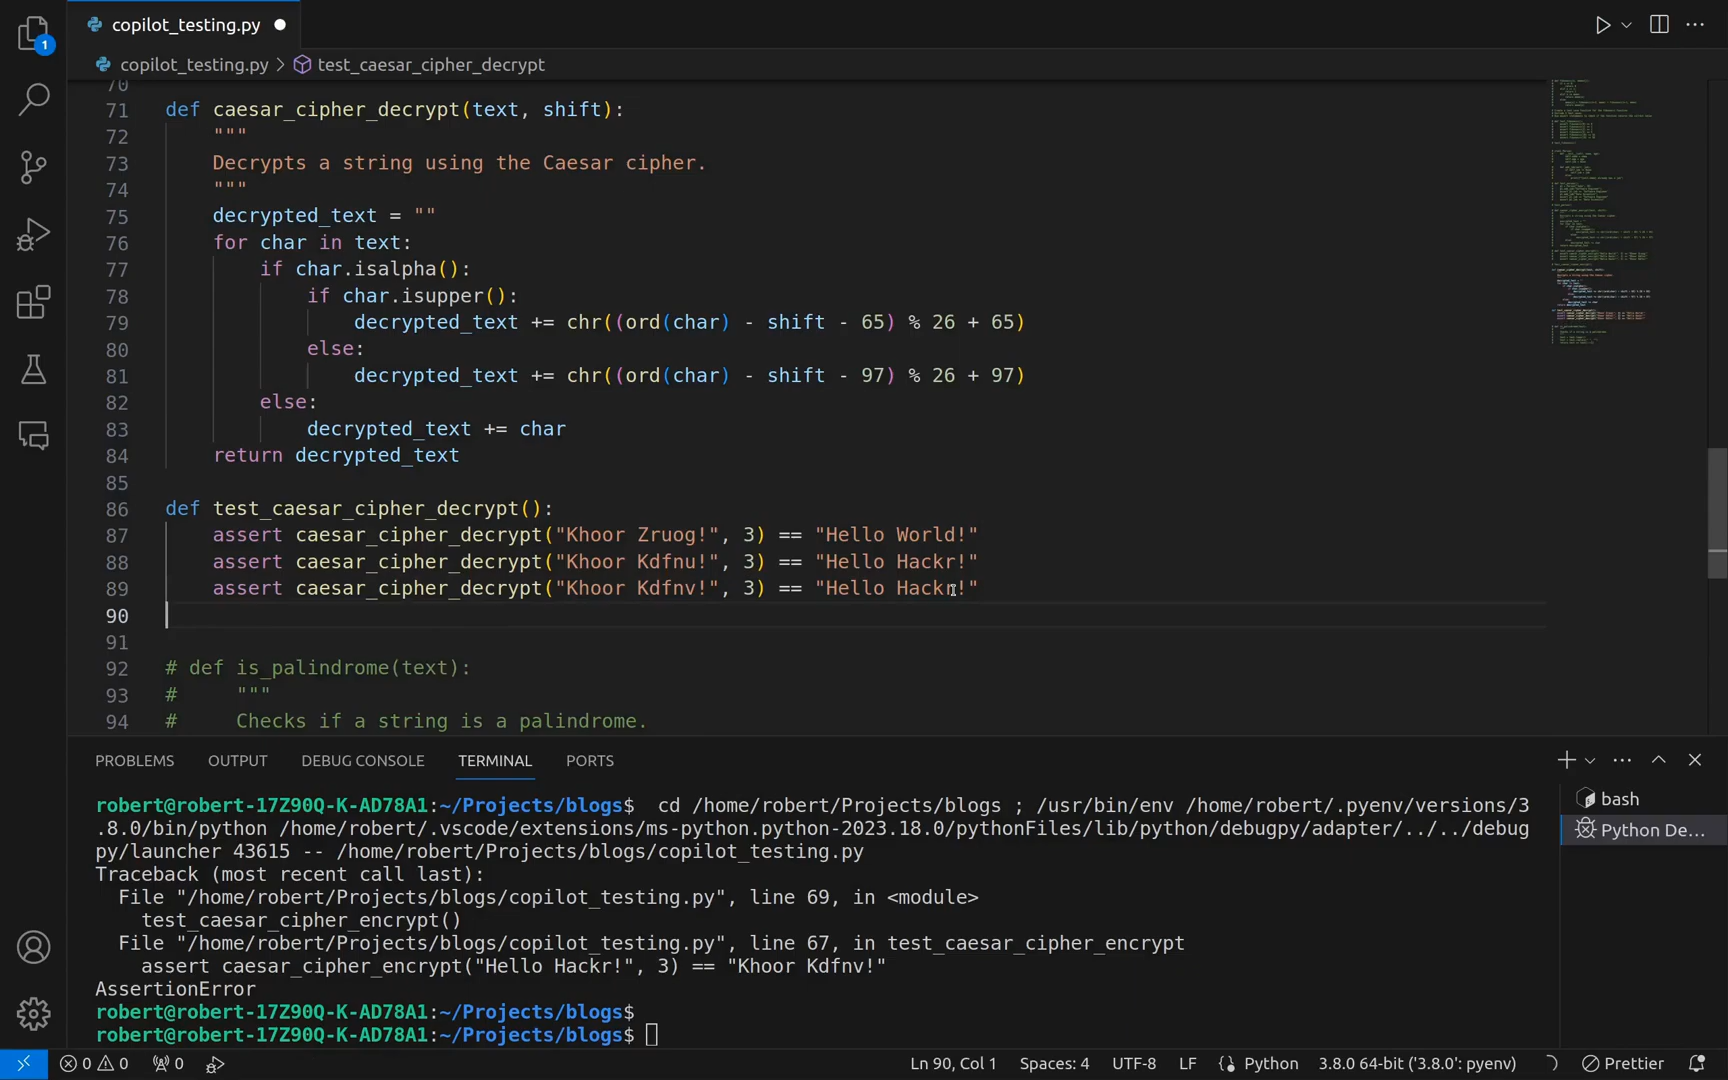 1
copilot_testing.py
copilot_testing.py > test_caesar_cipher_decrypt
70
71 def caesar_cipher_decrypt(text, shift):
72 """
73 Decrypts a string using the Caesar cipher.
74 """
75 decrypted_text = ""
76 for char in text:
77 if char.isalpha():
78 if char.isupper():
79 decrypted_text += chr((ord(char) - shift - 65) % 26 + 65)
80 else:
81 decrypted_text += chr((ord(char) - shift - 97) % 26 + 97)
82 else:
83 decrypted_text += char
84 return decrypted_text
85
86 def test_caesar_cipher_decrypt():
87 assert caesar_cipher_decrypt("Khoor Zruog!", 3) == "Hello World!"
88 assert caesar_cipher_decrypt("Khoor Kdfnu!", 3) == "Hello Hackr!"
89 assert caesar_cipher_decrypt("Khoor Kdfnv!", 3) == "Hello Hackr!"
90
91
92 # def is_palindrome(text):
93 # """
94 # Checks if a string is a palindrome.
PROBLEMS OUTPUT DEBUG CONSOLE TERMINAL PORTS
robert@robert-17Z90Q-K-AD78A1:~/Projects/blogs$ cd /home/robert/Projects/blogs ; /usr/bin/env /home/robert/.pyenv/versions/3
.8.0/bin/python /home/robert/.vscode/extensions/ms-python.python-2023.18.0/pythonFiles/lib/python/debugpy/adapter/../../debug
py/launcher 43615 -- /home/robert/Projects/blogs/copilot_testing.py
Traceback (most recent call last):
File "/home/robert/Projects/blogs/copilot_testing.py", line 69, in <module>
test_caesar_cipher_encrypt()
File "/home/robert/Projects/blogs/copilot_testing.py", line 67, in test_caesar_cipher_encrypt
assert caesar_cipher_encrypt("Hello Hackr!", 3) == "Khoor Kdfnv!"
AssertionError
robert@robert-17Z90Q-K-AD78A1:~/Projects/blogs$
robert@robert-17Z90Q-K-AD78A1:~/Projects/blogs$
bash
Python De...
0 0 0 Ln 90, Col 1 Spaces: 4 UTF-8 LF Python 3.8.0 64-bit ('3.8.0': pyenv) Prettier